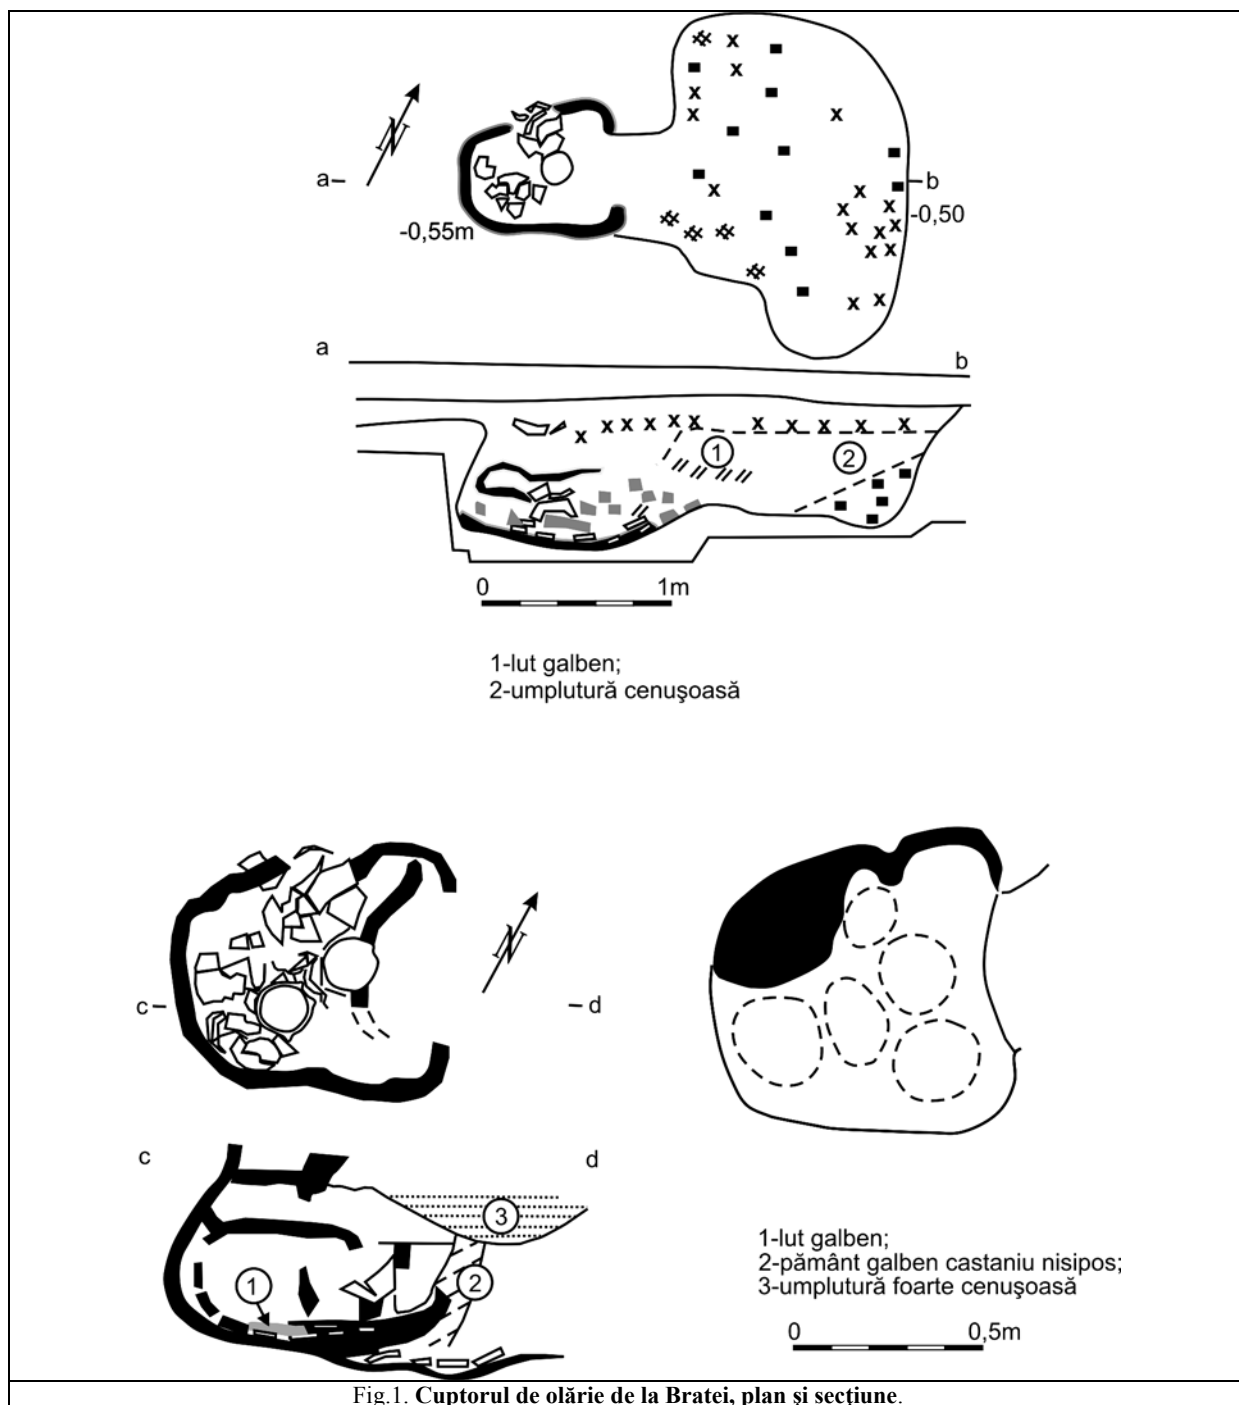 N
a
b
-0,50
-0,55m
a
b
1
2
0 1m
1-lut galben;
2-umplutură cenuşoasă
N
c
d
c
d
3
1
2
1-lut galben;
2-pământ galben castaniu nisipos;
3-umplutură foarte cenuşoasă
0 0,5m
Fig.1. Cuptorul de olărie de la Bratei, plan şi secţiune.